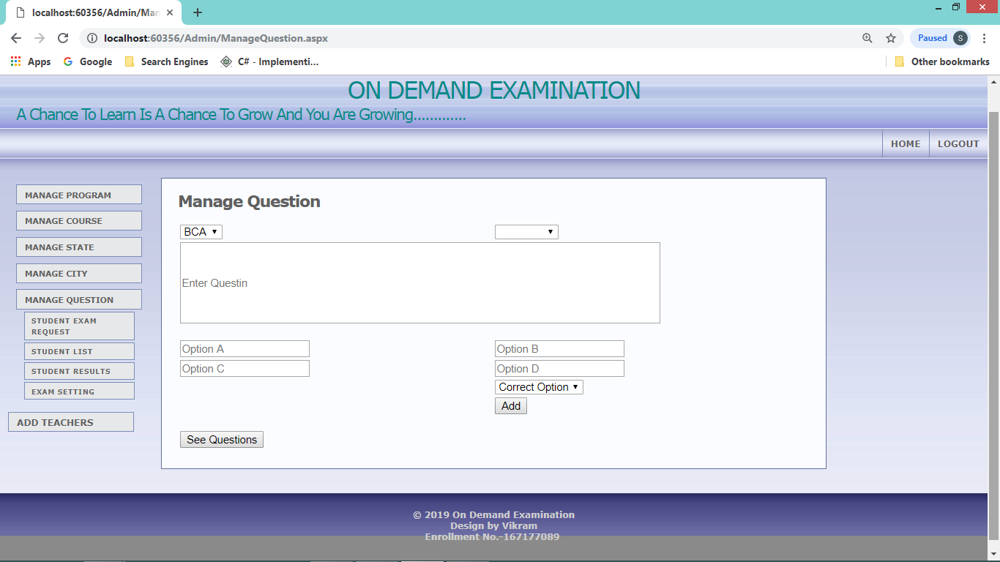 localhost:60356/Admin/Man
localhost:60356/Admin/ManageQuestion.aspx
Paused S
Apps Google Search Engines C# - Implementi... Other bookmarks
ON DEMAND EXAMINATION
A Chance To Learn Is A Chance To Grow And You Are Growing.............
HOME LOGOUT
MANAGE PROGRAM
MANAGE COURSE
MANAGE STATE
MANAGE CITY
MANAGE QUESTION
STUDENT EXAM
REQUEST
STUDENT LIST
STUDENT RESULTS
EXAM SETTING
ADD TEACHERS
Manage Question
BCA
Enter Questin
Option A Option B
Option C Option D
Correct Option
Add
See Questions
© 2019 On Demand Examination
Design by Vikram
Enrollment No.-167177089